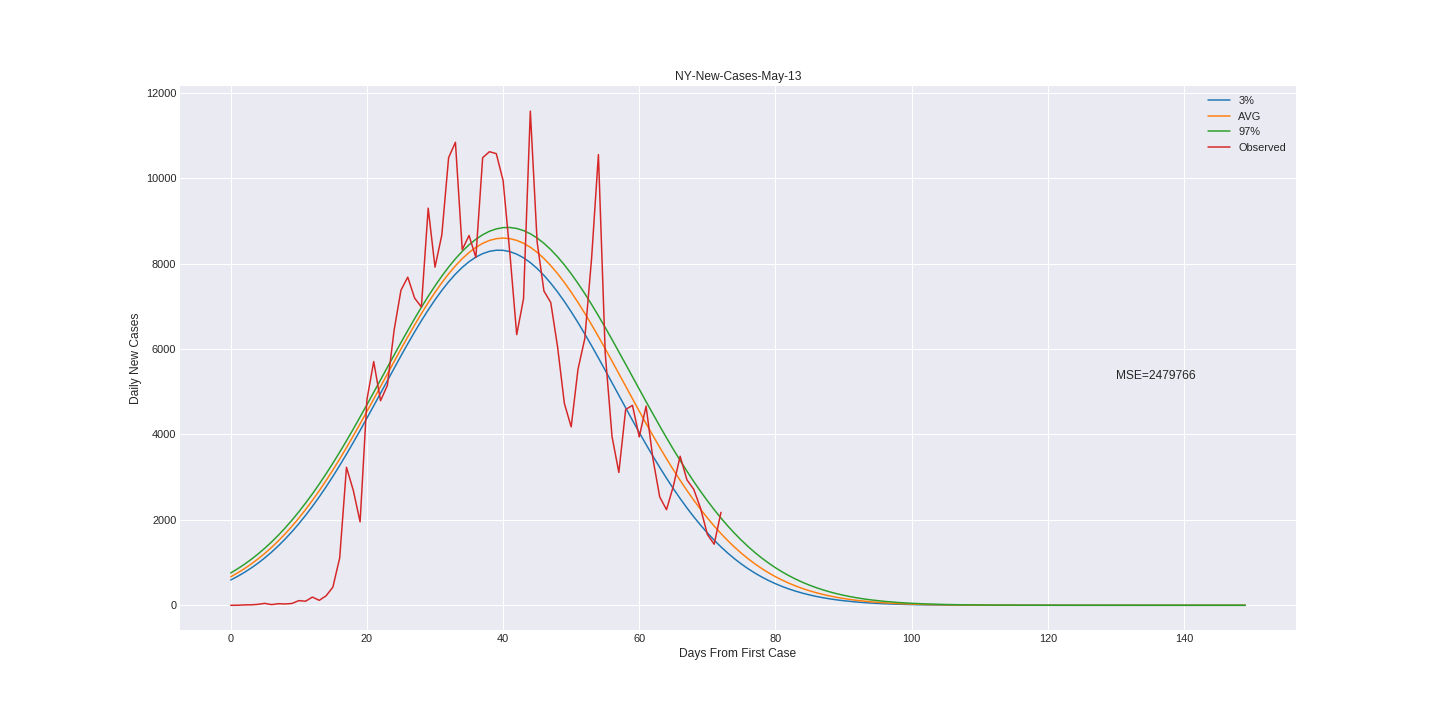 NY-New-Cases-May-13
12000
10000
8000
6000
4000
2000
0
Daily New Cases
3%
AVG
97%
Observed
MSE=2479766
0 20 40 60 80 100 120 140
Days From First Case